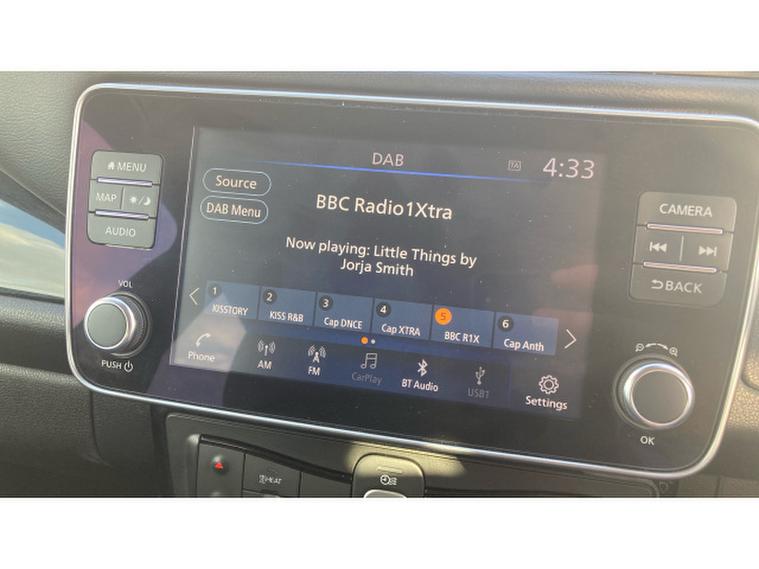 DAB
TA
4:33
MENU
MAP
AUDIO
VOL
PUSH
Source
DAB Menu
BBC Radio1Xtra
Now playing: Little Things by
Jorja Smith
1
KISSTORY
2
KISS R&B
3
Cap DNCE
4
Cap XTRA
5
BBC R1X
6
Cap Anth
Phone
AM
FM
CarPlay
BT Audio
USB1
Settings
CAMERA
BACK
OK
HEAT